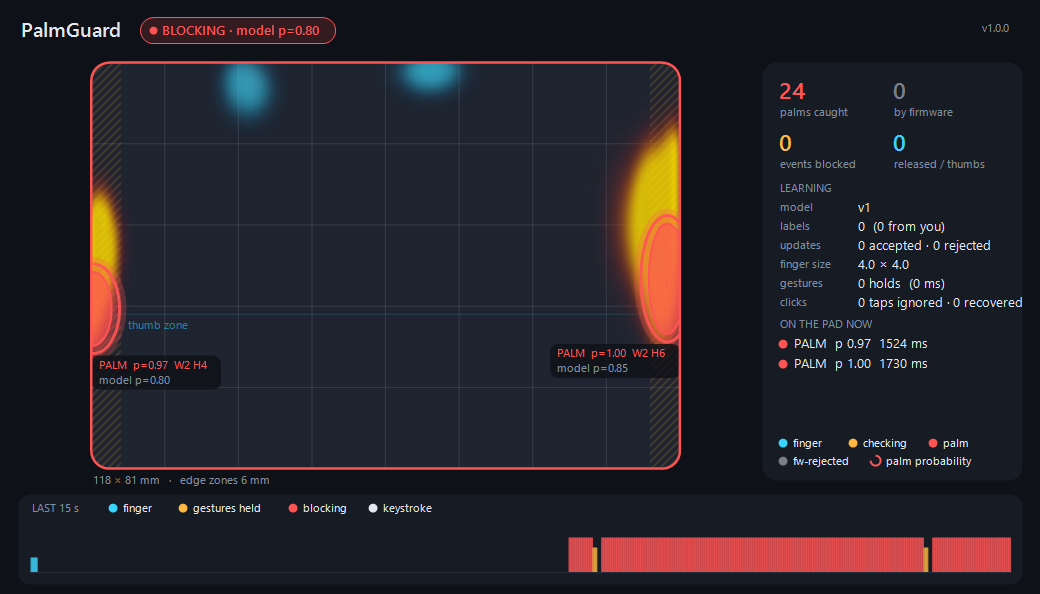 PalmGuard
BLOCKING · model p=0.80
v1.0.0
thumb zone
PALM p=0.97 W2 H4
model p=0.80
PALM p=1.00 W2 H6
model p=0.85
118 × 81 mm · edge zones 6 mm
24
palms caught
0
by firmware
0
events blocked
0
released / thumbs
LEARNING
model v1
labels 0 (0 from you)
updates 0 accepted · 0 rejected
finger size 4.0 × 4.0
gestures 0 holds (0 ms)
clicks 0 taps ignored · 0 recovered
ON THE PAD NOW
PALM p 0.97 1524 ms
PALM p 1.00 1730 ms
finger checking palm
fw-rejected palm probability
LAST 15 s finger gestures held blocking keystroke